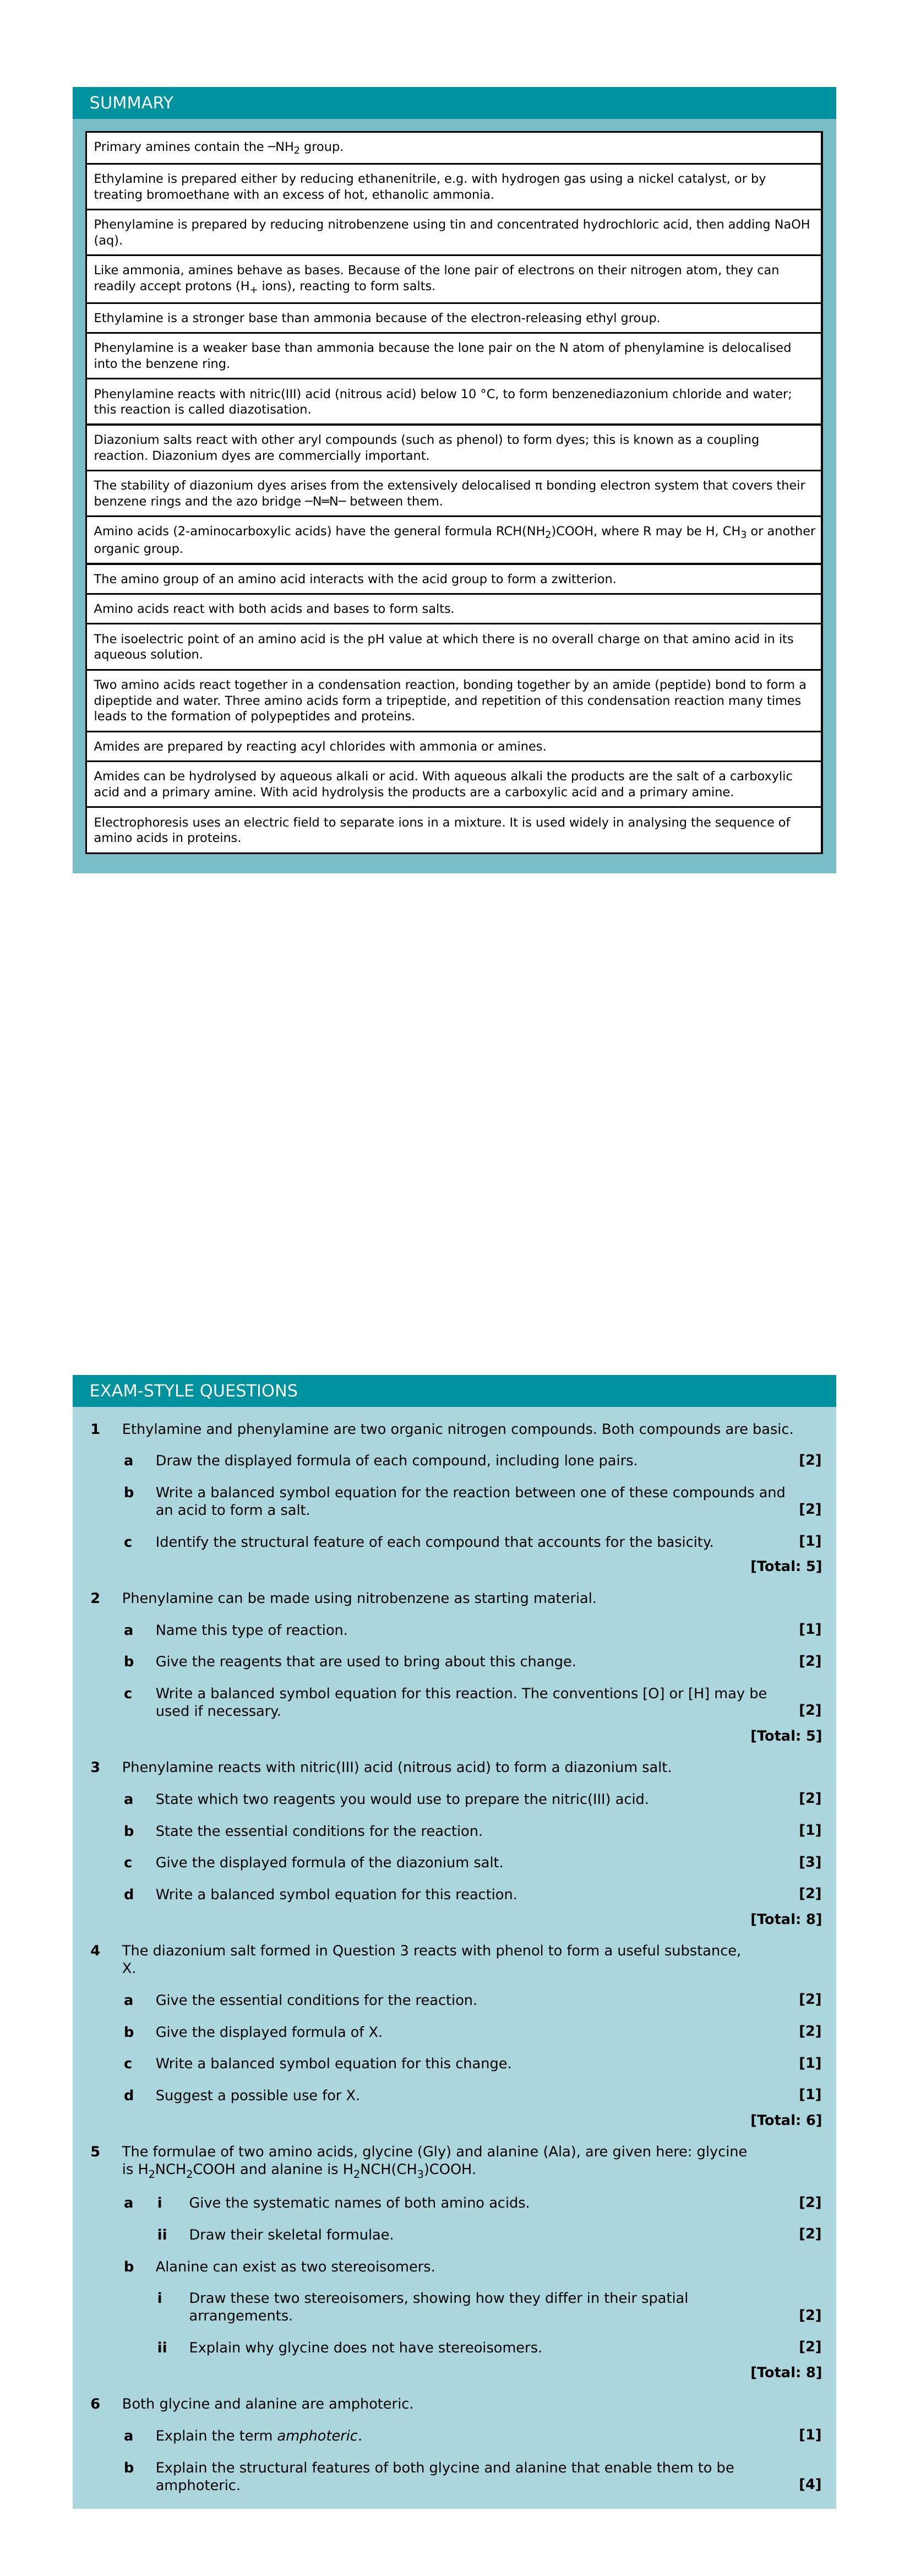 SUMMARY
Primary amines contain the –NH₂ group.
Ethylamine is prepared either by reducing ethanenitrile, e.g. with hydrogen gas using a nickel catalyst, or by
treating bromoethane with an excess of hot, ethanolic ammonia.
Phenylamine is prepared by reducing nitrobenzene using tin and concentrated hydrochloric acid, then adding NaOH
(aq).
Like ammonia, amines behave as bases. Because of the lone pair of electrons on their nitrogen atom, they can
readily accept protons (H₊ ions), reacting to form salts.
Ethylamine is a stronger base than ammonia because of the electron-releasing ethyl group.
Phenylamine is a weaker base than ammonia because the lone pair on the N atom of phenylamine is delocalised
into the benzene ring.
Phenylamine reacts with nitric(III) acid (nitrous acid) below 10 °C, to form benzenediazonium chloride and water;
this reaction is called diazotisation.
Diazonium salts react with other aryl compounds (such as phenol) to form dyes; this is known as a coupling
reaction. Diazonium dyes are commercially important.
The stability of diazonium dyes arises from the extensively delocalised π bonding electron system that covers their
benzene rings and the azo bridge –N═N– between them.
Amino acids (2-aminocarboxylic acids) have the general formula RCH(NH₂)COOH, where R may be H, CH₃ or another
organic group.
The amino group of an amino acid interacts with the acid group to form a zwitterion.
Amino acids react with both acids and bases to form salts.
The isoelectric point of an amino acid is the pH value at which there is no overall charge on that amino acid in its
aqueous solution.
Two amino acids react together in a condensation reaction, bonding together by an amide (peptide) bond to form a
dipeptide and water. Three amino acids form a tripeptide, and repetition of this condensation reaction many times
leads to the formation of polypeptides and proteins.
Amides are prepared by reacting acyl chlorides with ammonia or amines.
Amides can be hydrolysed by aqueous alkali or acid. With aqueous alkali the products are the salt of a carboxylic
acid and a primary amine. With acid hydrolysis the products are a carboxylic acid and a primary amine.
Electrophoresis uses an electric field to separate ions in a mixture. It is used widely in analysing the sequence of
amino acids in proteins.
EXAM-STYLE QUESTIONS
1 Ethylamine and phenylamine are two organic nitrogen compounds. Both compounds are basic.
a Draw the displayed formula of each compound, including lone pairs. [2]
b Write a balanced symbol equation for the reaction between one of these compounds and
an acid to form a salt. [2]
c Identify the structural feature of each compound that accounts for the basicity. [1]
[Total: 5]
2 Phenylamine can be made using nitrobenzene as starting material.
a Name this type of reaction. [1]
b Give the reagents that are used to bring about this change. [2]
c Write a balanced symbol equation for this reaction. The conventions [O] or [H] may be
used if necessary. [2]
[Total: 5]
3 Phenylamine reacts with nitric(III) acid (nitrous acid) to form a diazonium salt.
a State which two reagents you would use to prepare the nitric(III) acid. [2]
b State the essential conditions for the reaction. [1]
c Give the displayed formula of the diazonium salt. [3]
d Write a balanced symbol equation for this reaction. [2]
[Total: 8]
4 The diazonium salt formed in Question 3 reacts with phenol to form a useful substance,
X.
a Give the essential conditions for the reaction. [2]
b Give the displayed formula of X. [2]
c Write a balanced symbol equation for this change. [1]
d Suggest a possible use for X. [1]
[Total: 6]
5 The formulae of two amino acids, glycine (Gly) and alanine (Ala), are given here: glycine
is H₂NCH₂COOH and alanine is H₂NCH(CH₃)COOH.
a i Give the systematic names of both amino acids. [2]
ii Draw their skeletal formulae. [2]
b Alanine can exist as two stereoisomers.
i Draw these two stereoisomers, showing how they differ in their spatial
arrangements. [2]
ii Explain why glycine does not have stereoisomers. [2]
[Total: 8]
6 Both glycine and alanine are amphoteric.
a Explain the term amphoteric. [1]
b Explain the structural features of both glycine and alanine that enable them to be
amphoteric. [4]